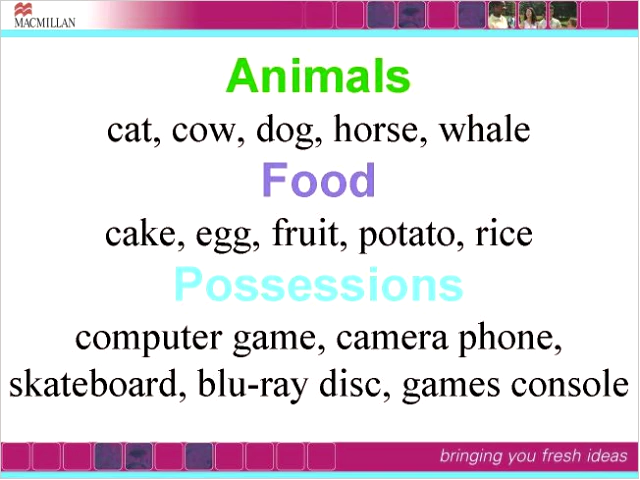 MACMILLAN
Animals
cat, cow, dog, horse, whale
Food
cake, egg, fruit, potato, rice
Possessions
computer game, camera phone,
skateboard, blu-ray disc, games console
bringing you fresh ideas